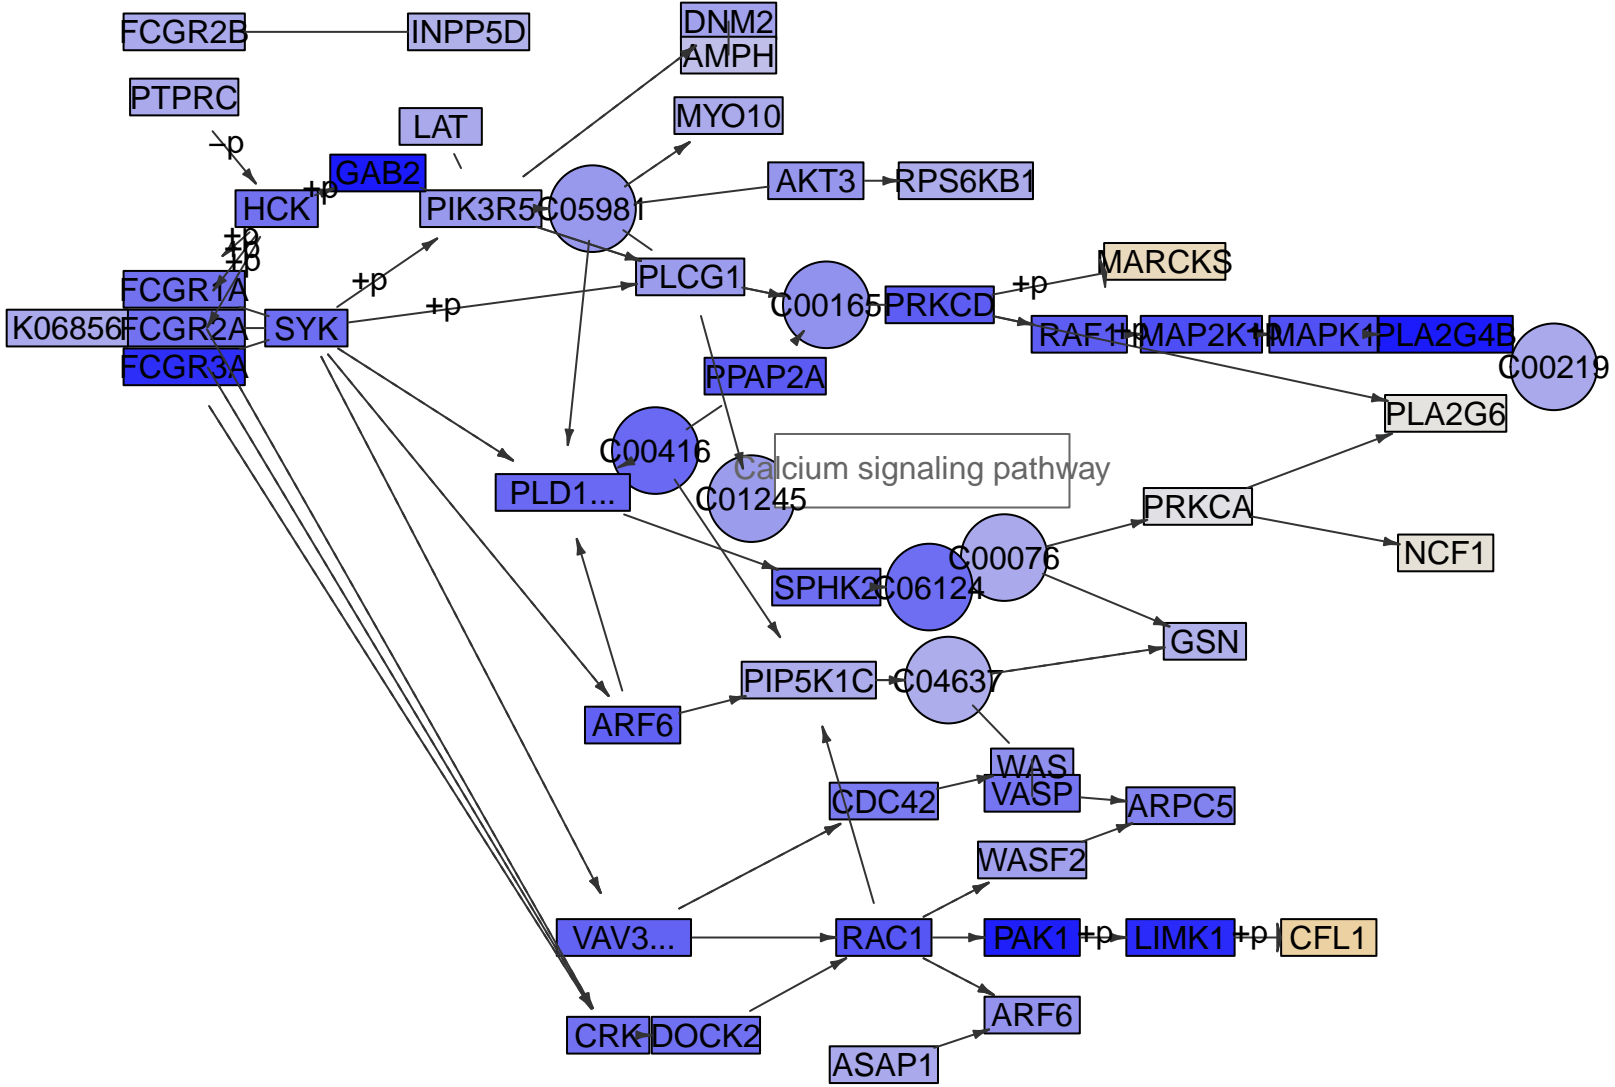 DNM2
FCGR2B
INPP5D
AMPH
PTPRC
MYO10
LAT
−p
GAB2
AKT3
RPS6KB1
+p
HCK
PIK3R5
C05981
+p
+p
+p
MARCKS
PLCG1
+p
+p
FCGR1A
C00165
PRKCD
+p
K06856
FCGR2A
SYK
RAF1
+p
MAP2K1
+p
MAPK1
PLA2G4B
FCGR3A
PPAP2A
C00219
PLA2G6
C00416
Calcium signaling pathway
PLD1...
C01245
PRKCA
NCF1
C00076
SPHK2
C06124
GSN
PIP5K1C
C04637
ARF6
WAS
VASP
CDC42
ARPC5
WASF2
VAV3...
RAC1
PAK1
+p
LIMK1
+p
CFL1
ARF6
CRK
DOCK2
ASAP1